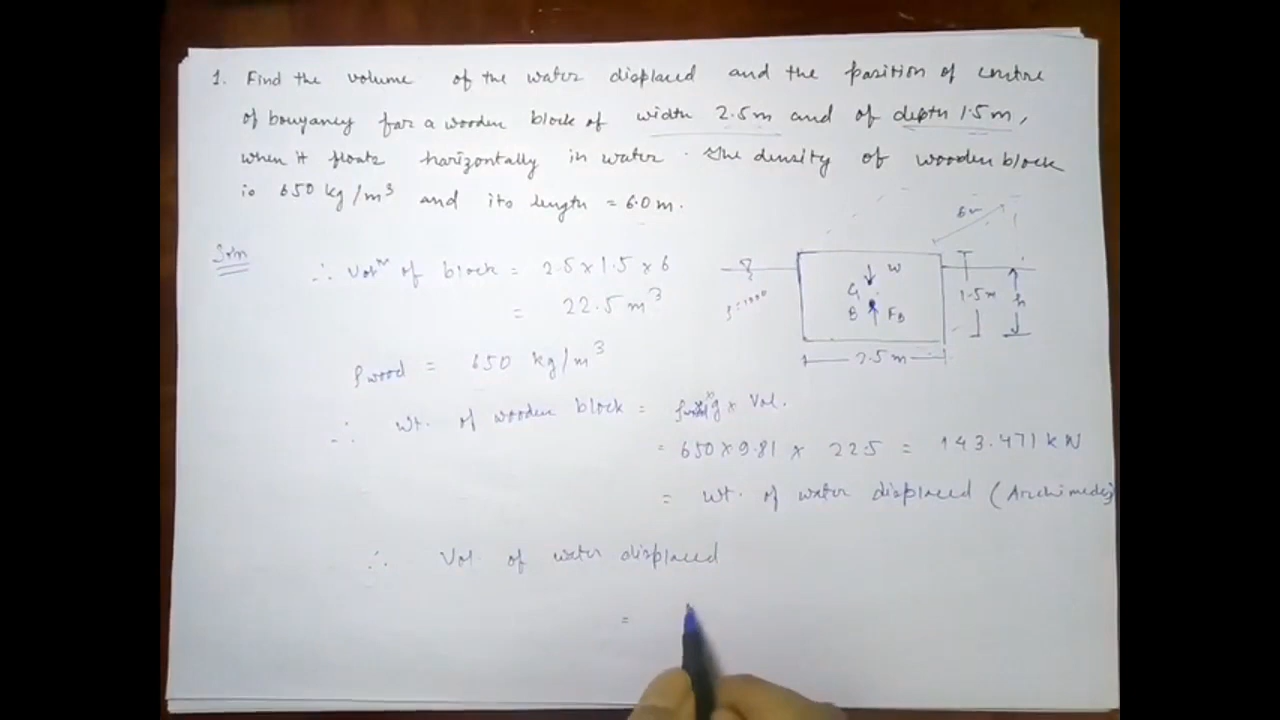 1. Find the volume of the water displaced and the position of centre
of bouyancy for a wooden block of width 2.5m and of depth 1.5m,
when it floats horizontally in water. The density of wooden block
is 650 kg/m³ and its length = 6.0m.
Soln
6m
∴ Volm of block = 2.5 x 1.5 x 6
= 22.5 m³
ρ=1000
W
G
B FB
1.5m
h
2.5m
ρwood = 650 kg/m³
∴ Wt. of wooden block = x g x Vol.
= 650 x 9.81 x 22.5 = 143.471 kN
= Wt. of water displaced (Archimedes)
∴ Vol. of water displaced
=